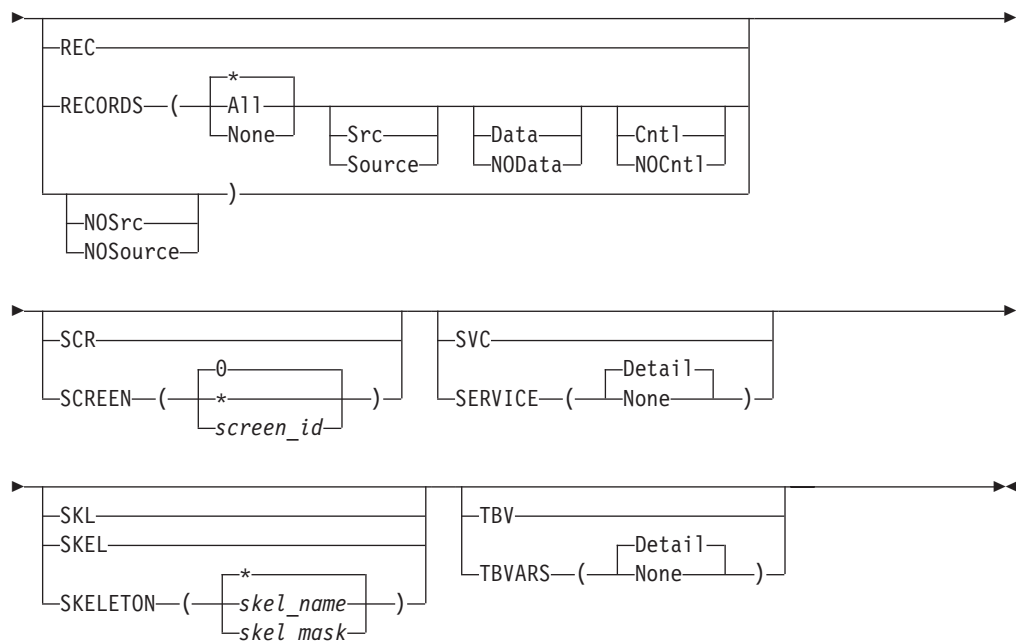 REC
*
RECORDS ( All
None Src Data Cntl
Source NOData NOCntl
)
NOSrc
NOSource
SCR SVC
0 Detail
SCREEN ( * ) SERVICE ( None )
screen_id
SKL TBV
SKEL Detail
* TBVARS ( None )
SKELETON ( skel_name )
skel_mask